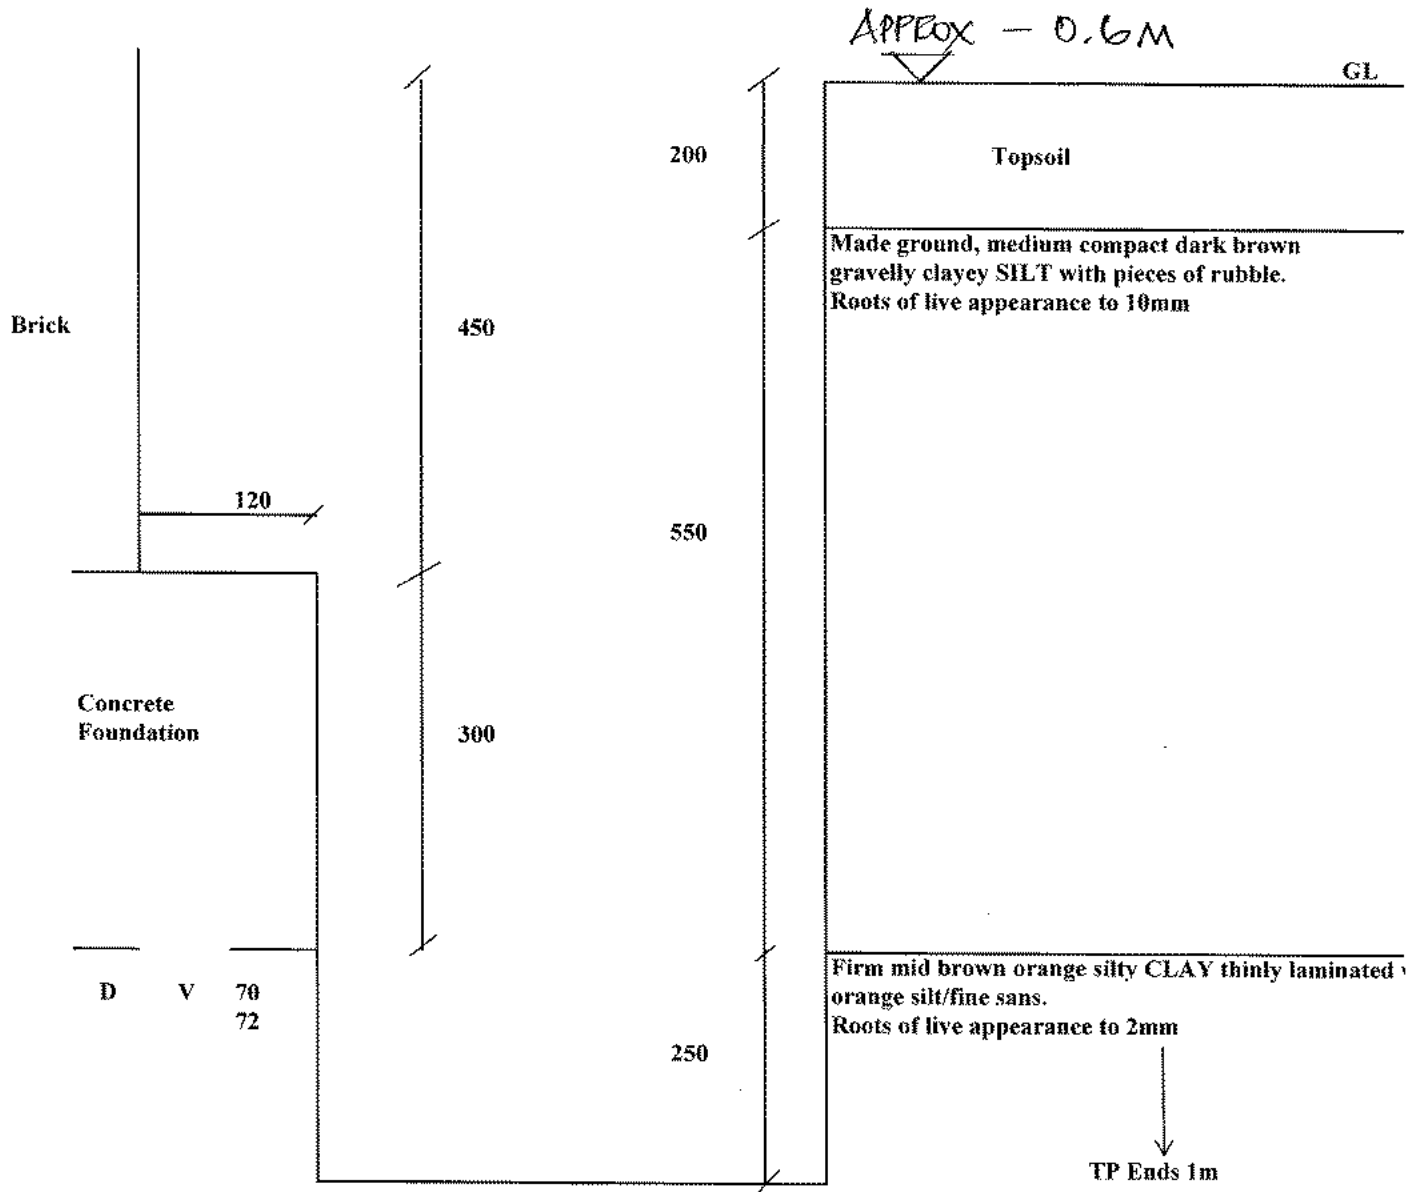 APPROX - 0.6M
GL
200
Topsoil
Made ground, medium compact dark brown
gravelly clayey SILT with pieces of rubble.
Roots of live appearance to 10mm
Brick
450
120
550
Concrete
Foundation
300
Firm mid brown orange silty CLAY thinly laminated
orange silt/fine sans.
Roots of live appearance to 2mm
D V 70
72
250
TP Ends 1m